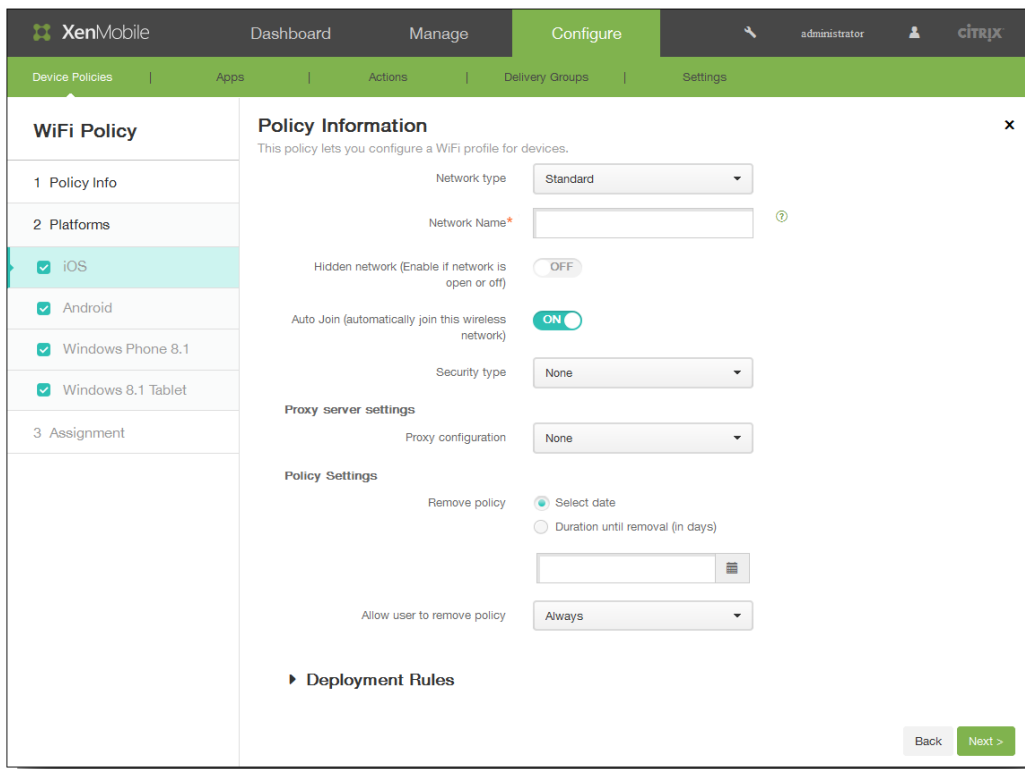 XenMobile
Dashboard
Manage
Configure
administrator
CİTRIX
Device Policies | Apps | Actions | Delivery Groups | Settings
WiFi Policy
1 Policy Info
2 Platforms
iOS
Android
Windows Phone 8.1
Windows 8.1 Tablet
3 Assignment
Policy Information
x
This policy lets you configure a WiFi profile for devices.
Network type
Standard
Network Name*
?
Hidden network (Enable if network is
open or off)
OFF
Auto Join (automatically join this wireless
network)
ON
Security type
None
Proxy server settings
Proxy configuration
None
Policy Settings
Remove policy
Select date
Duration until removal (in days)
Allow user to remove policy
Always
Deployment Rules
Back
Next >